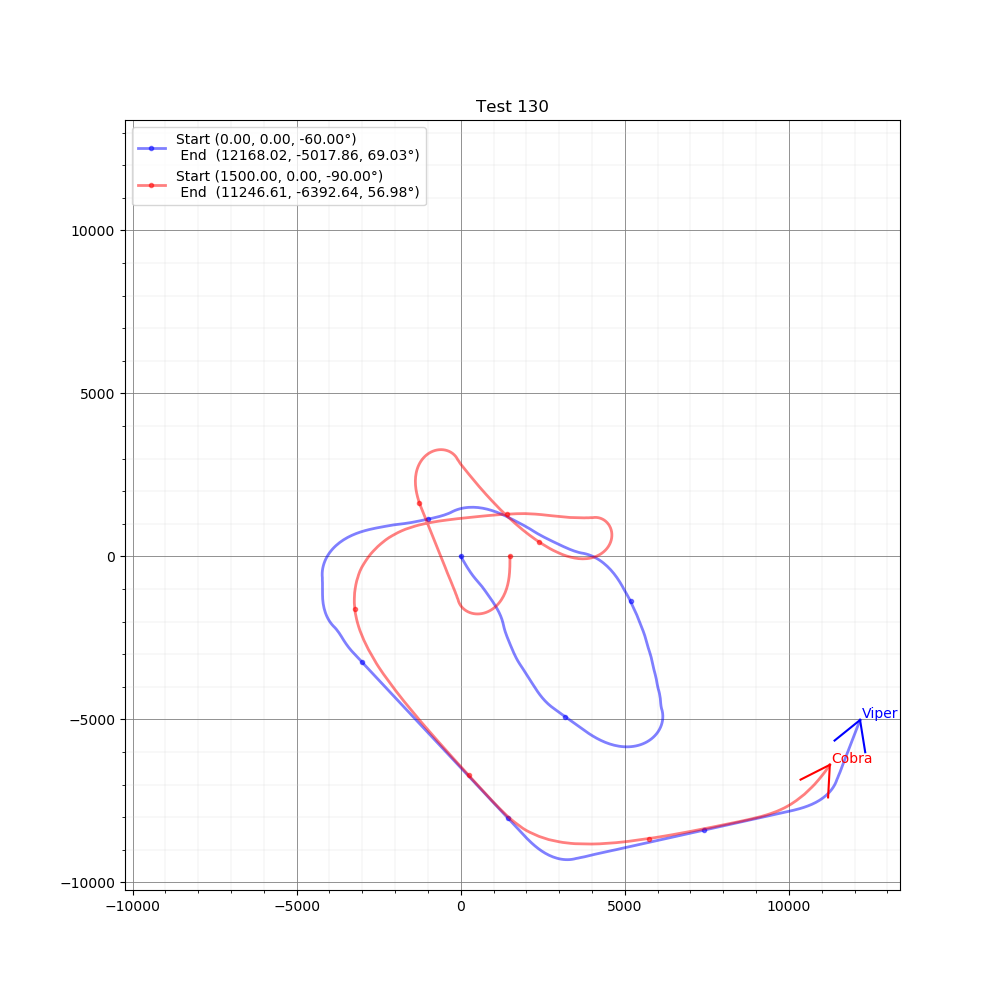 Test 130
Start (0.00, 0.00, -60.00°)
End (12168.02, -5017.86, 69.03°)
Start (1500.00, 0.00, -90.00°)
End (11246.61, -6392.64, 56.98°)
10000
5000
0
−5000
−10000
Viper
Cobra
−10000
−5000
0
5000
10000